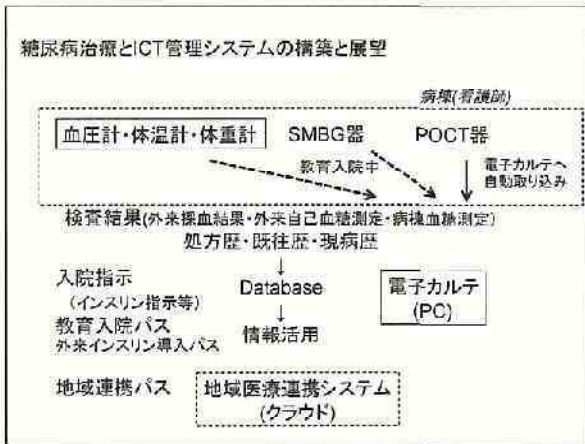 糖尿病治療とICT管理システムの構築と展望
病棟(看護師)
血圧計・体温計・体重計 SMBG器 POCT器
教育入院中
電子カルテへ
自動取り込み
検査結果(外来採血結果・外来自己血糖測定・病棟血糖測定)
処方歴・既往歴・現病歴
↓
入院指示
(インスリン指示等)
教育入院パス
外来インスリン導入パス
Database
↓
情報活用
電子カルテ
(PC)
地域連携パス
地域医療連携システム
(クラウド)